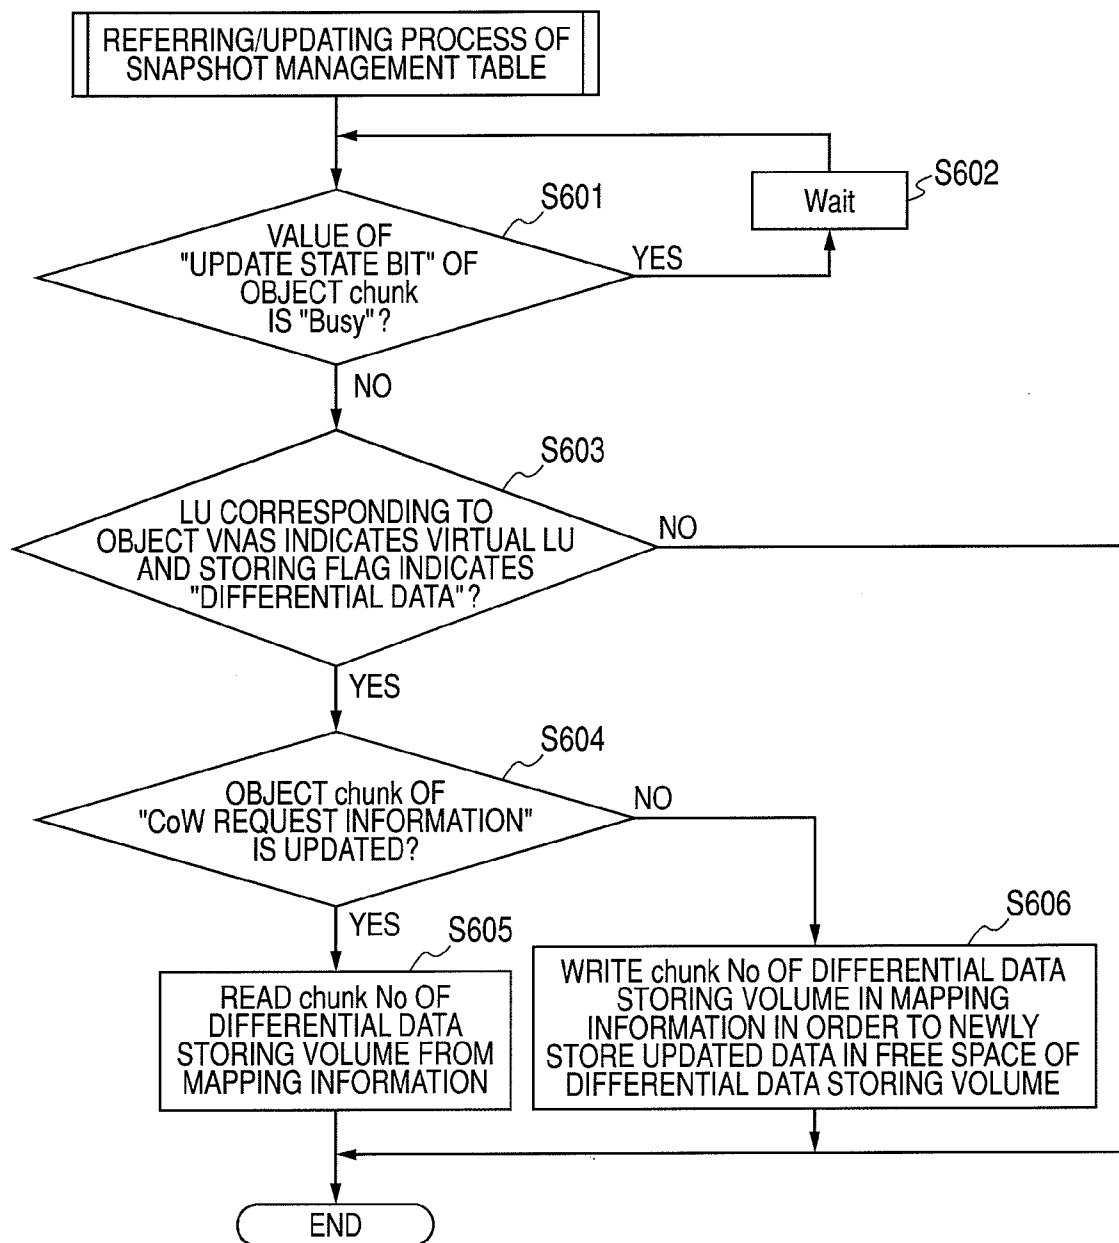 REFERRING/UPDATING PROCESS OF
SNAPSHOT MANAGEMENT TABLE
S602
Wait
S601
VALUE OF
"UPDATE STATE BIT" OF
OBJECT chunk
IS "Busy"?
YES
NO
S603
LU CORRESPONDING TO
OBJECT VNAS INDICATES VIRTUAL LU
AND STORING FLAG INDICATES
"DIFFERENTIAL DATA"?
NO
YES
S604
OBJECT chunk OF
"CoW REQUEST INFORMATION"
IS UPDATED?
NO
YES
S605
READ chunk No OF
DIFFERENTIAL DATA
STORING VOLUME FROM
MAPPING INFORMATION
S606
WRITE chunk No OF DIFFERENTIAL DATA
STORING VOLUME IN MAPPING
INFORMATION IN ORDER TO NEWLY
STORE UPDATED DATA IN FREE SPACE OF
DIFFERENTIAL DATA STORING VOLUME
END